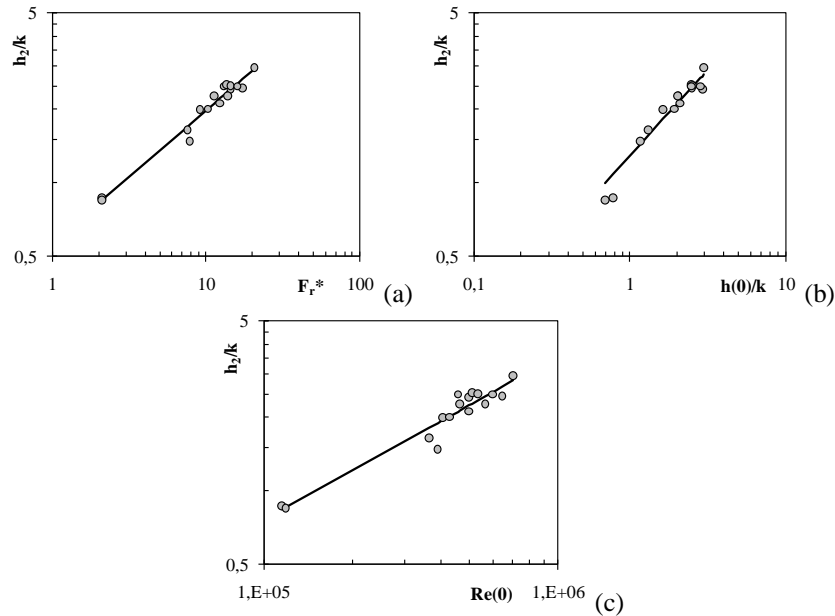 5
h₂/k
0,5
1
10
100
Fᵣ*
(a)
5
h₂/k
0,5
0,1
1
10
h(0)/k
(b)
5
h₂/k
0,5
1,E+05
Re(0)
1,E+06
(c)